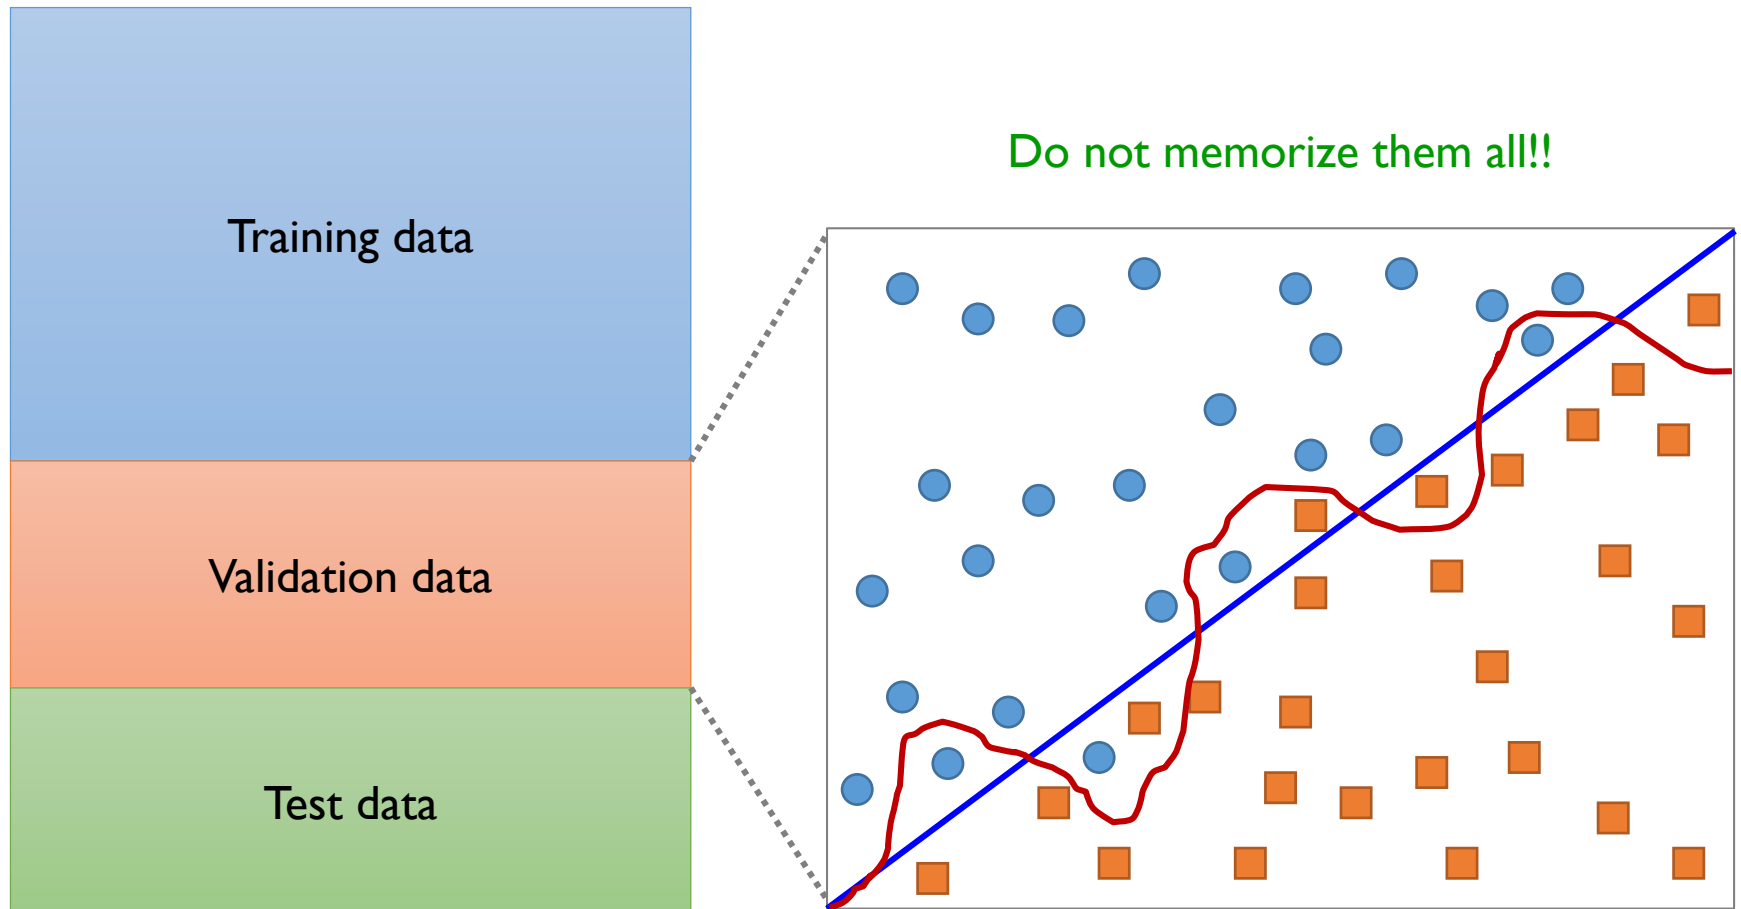 Training data
Validation data
Test data
Do not memorize them all!!